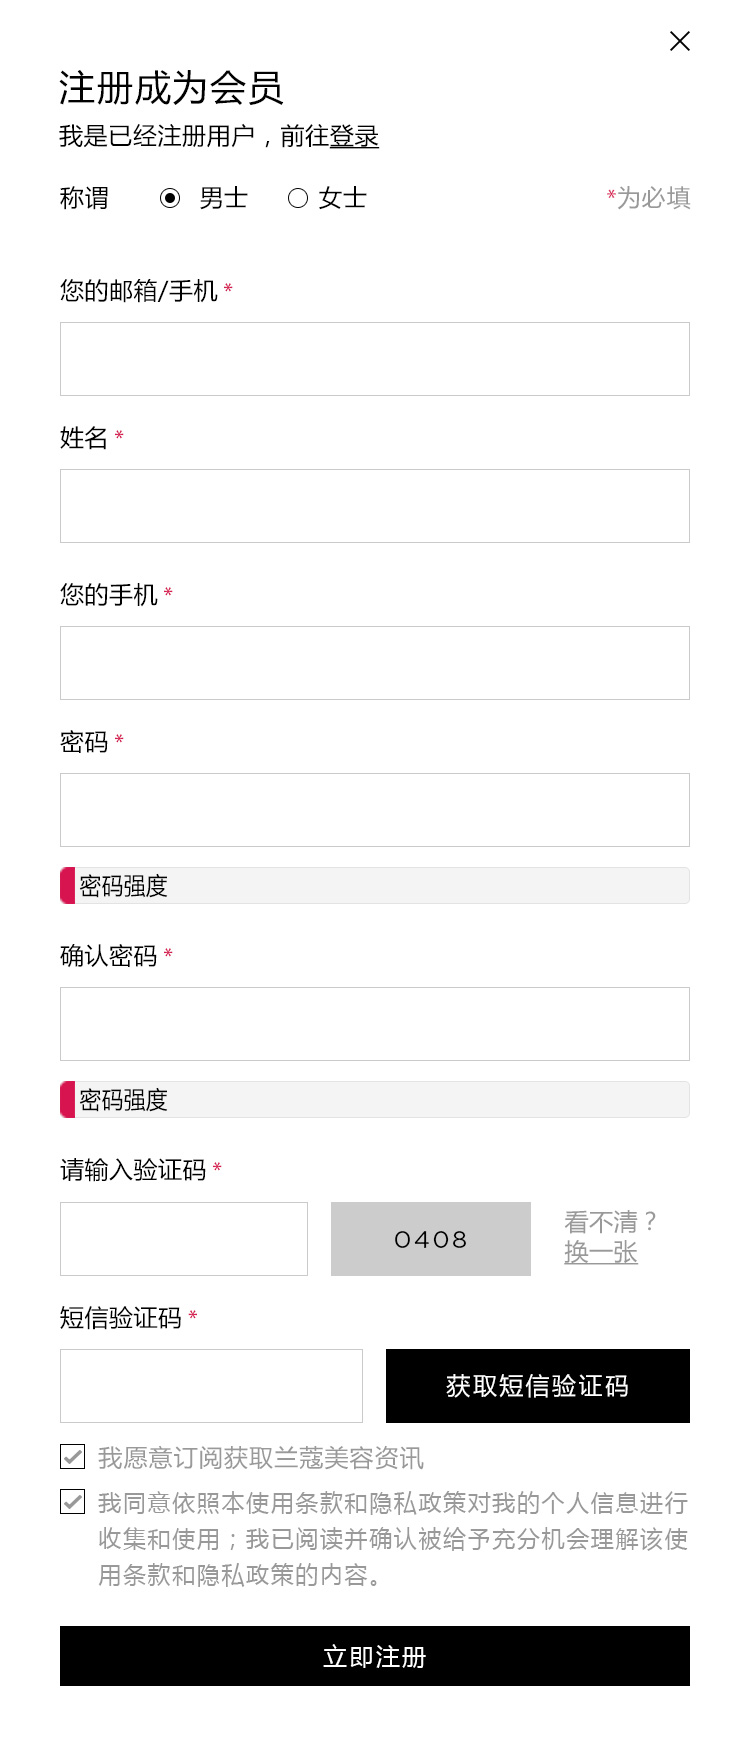 注册成为会员
我是已经注册用户，前往登录
称谓 男士 女士 *为必填
您的邮箱/手机 *
姓名 *
您的手机 *
密码 *
密码强度
确认密码 *
密码强度
请输入验证码 *
0408
看不清？
换一张
短信验证码 *
获取短信验证码
我愿意订阅获取兰蔻美容资讯
我同意依照本使用条款和隐私政策对我的个人信息进行
收集和使用；我已阅读并确认被给予充分机会理解该使
用条款和隐私政策的内容。
立即注册